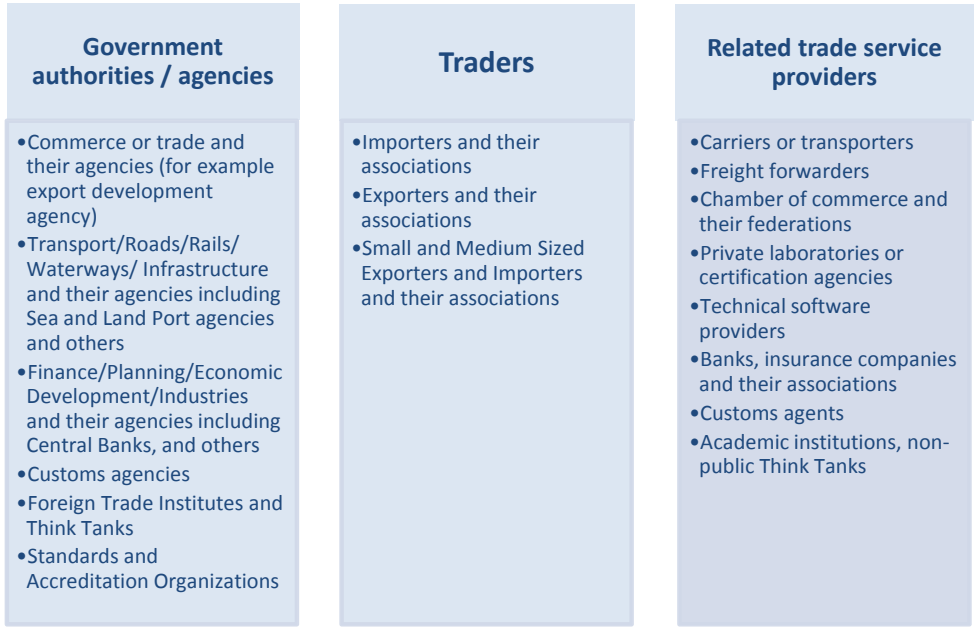 Government
authorities / agencies
•Commerce or trade and
their agencies (for example
export development
agency)
•Transport/Roads/Rails/
Waterways/ Infrastructure
and their agencies including
Sea and Land Port agencies
and others
•Finance/Planning/Economic
Development/Industries
and their agencies including
Central Banks, and others
•Customs agencies
•Foreign Trade Institutes and
Think Tanks
•Standards and
Accreditation Organizations
Traders
•Importers and their
associations
•Exporters and their
associations
•Small and Medium Sized
Exporters and Importers
and their associations
Related trade service
providers
•Carriers or transporters
•Freight forwarders
•Chamber of commerce and
their federations
•Private laboratories or
certification agencies
•Technical software
providers
•Banks, insurance companies
and their associations
•Customs agents
•Academic institutions, non-
public Think Tanks